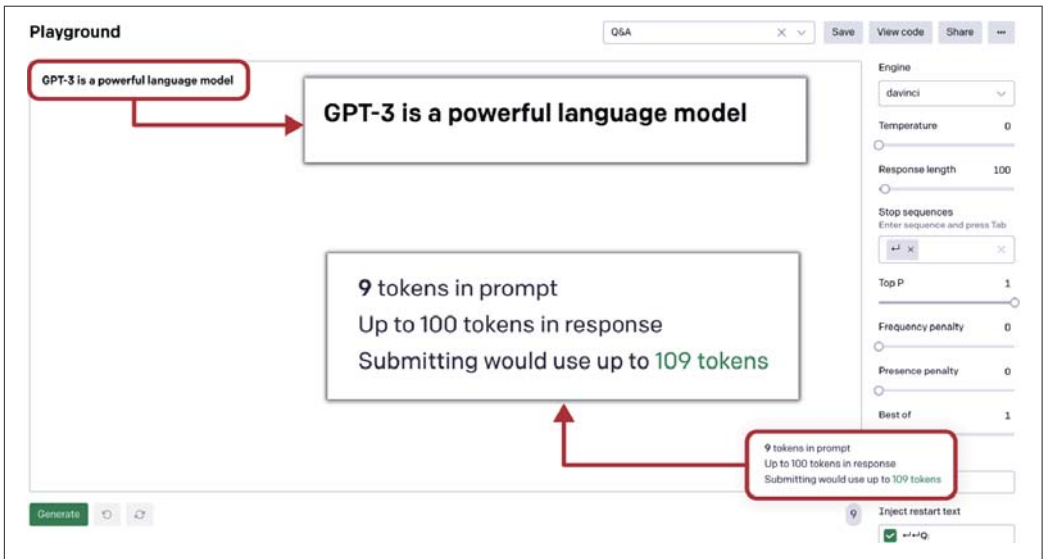 Playground
Q&A
Save
View code
Share
GPT-3 is a powerful language model
GPT-3 is a powerful language model
9 tokens in prompt
Up to 100 tokens in response
Submitting would use up to 109 tokens
9 tokens in prompt
Up to 100 tokens in response
Submitting would use up to 109 tokens
Generate
9
Engine
davinci
Temperature 0
Response length 100
Stop sequences
Enter sequence and press Tab
↵ ×
Top P 1
Frequency penalty 0
Presence penalty 0
Best of 1
Inject restart text
↵↵Q: